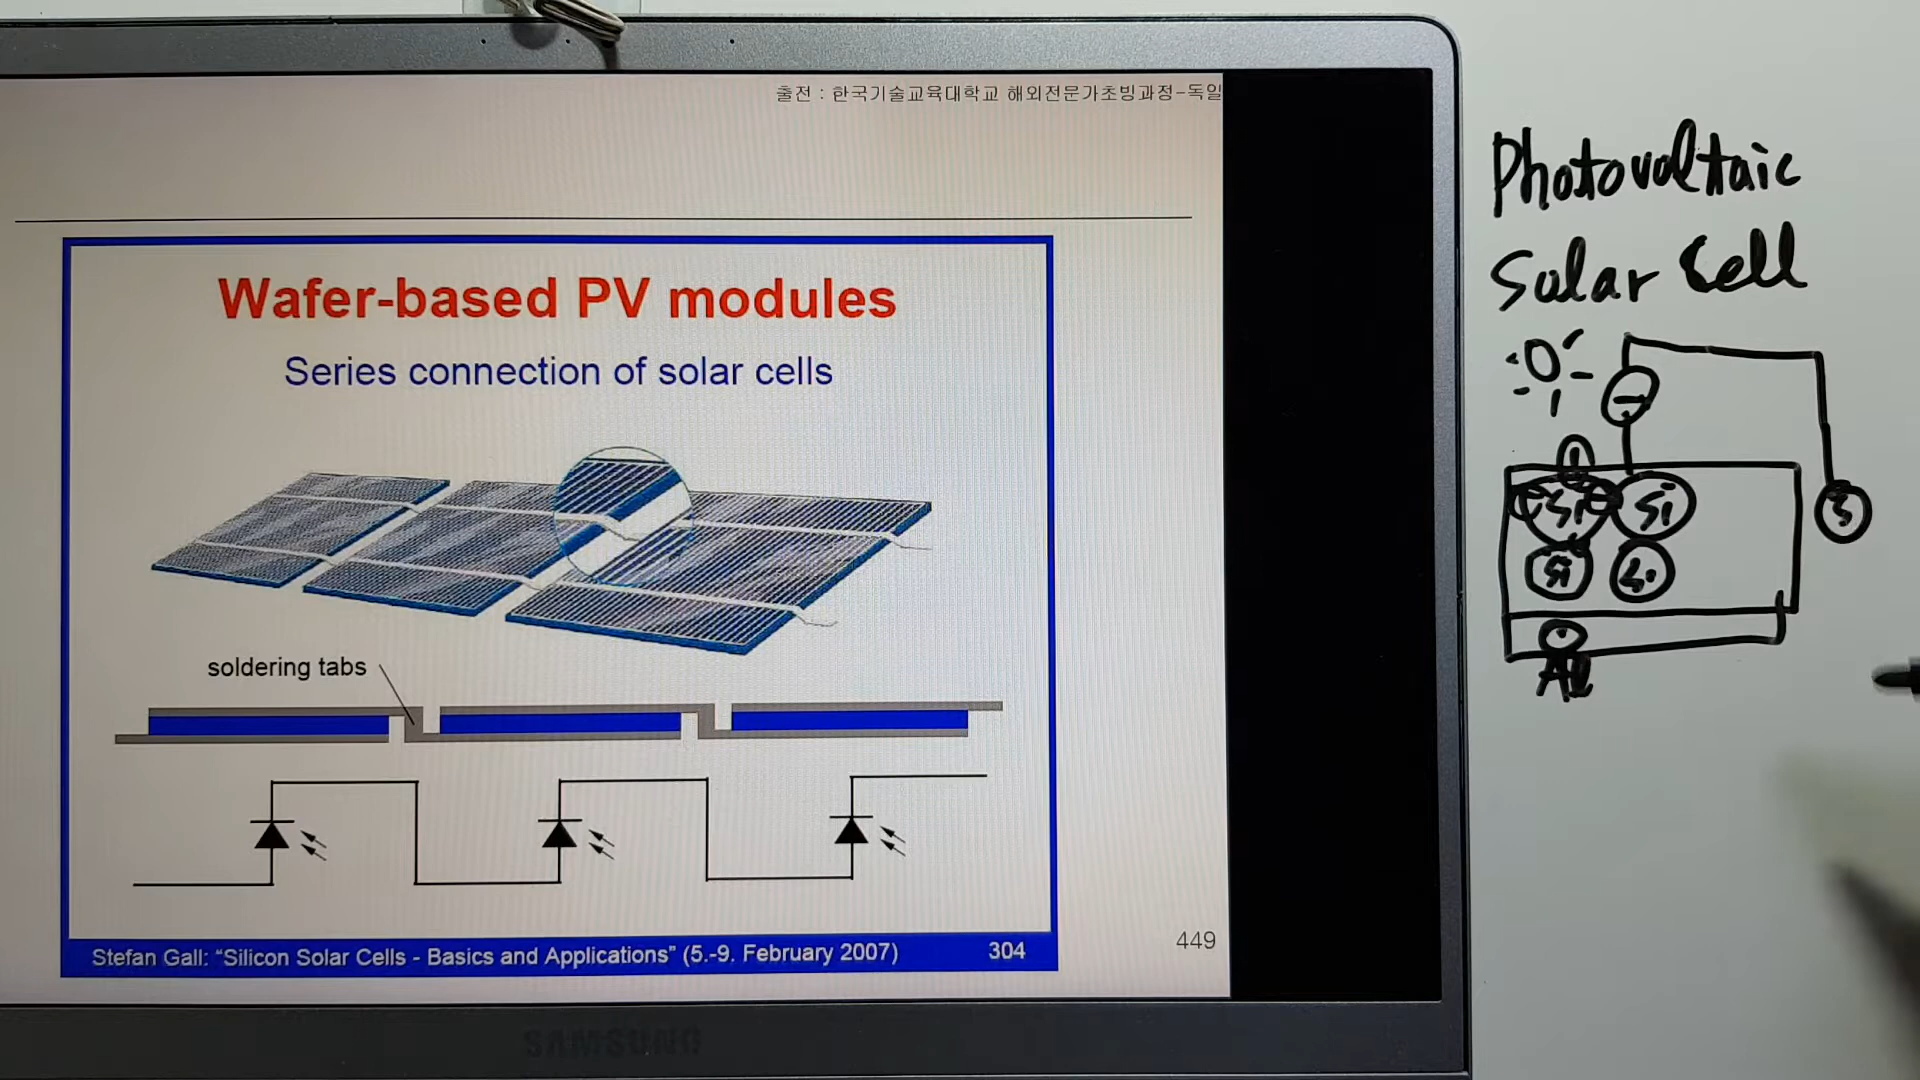 출전 : 한국기술교육대학교 해외전문가초빙과정-독일
Wafer-based PV modules
Series connection of solar cells
soldering tabs
Stefan Gall: “Silicon Solar Cells - Basics and Applications” (5.-9. February 2007)
304
449
SAMSUNG
Photovoltaic
Solar Cell
Si Si
Si
Al